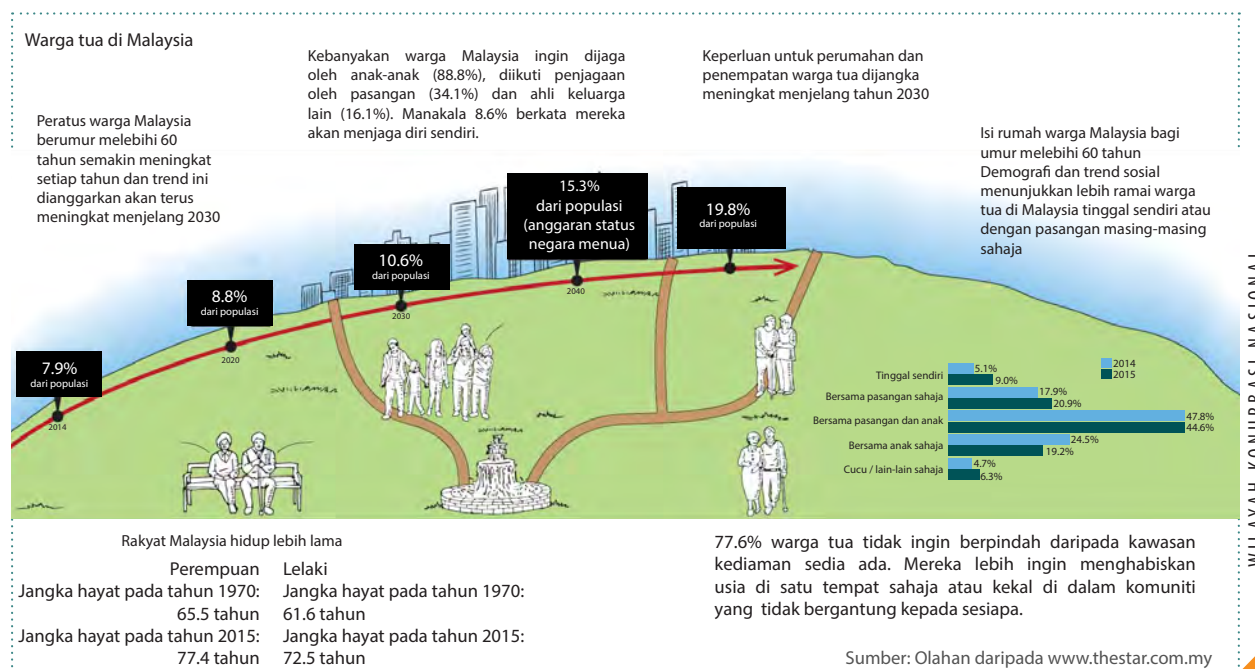 Warga tua di Malaysia
Peratus warga Malaysia
berumur melebihi 60
tahun semakin meningkat
setiap tahun dan trend ini
dianggarkan akan terus
meningkat menjelang 2030
Kebanyakan warga Malaysia ingin dijaga
oleh anak-anak (88.8%), diikuti penjagaan
oleh pasangan (34.1%) dan ahli keluarga
lain (16.1%). Manakala 8.6% berkata mereka
akan menjaga diri sendiri.
Keperluan untuk perumahan dan
penempatan warga tua dijangka
meningkat menjelang tahun 2030
Isi rumah warga Malaysia bagi
umur melebihi 60 tahun
Demografi dan trend sosial
menunjukkan lebih ramai warga
tua di Malaysia tinggal sendiri atau
dengan pasangan masing-masing
sahaja
7.9%
dari populasi
2014
8.8%
dari populasi
2020
10.6%
dari populasi
2030
15.3%
dari populasi
(anggaran status
negara menua)
2040
19.8%
dari populasi
2014
2015
Tinggal sendiri
5.1%
9.0%
Bersama pasangan sahaja
17.9%
20.9%
Bersama pasangan dan anak
47.8%
44.6%
Bersama anak sahaja
24.5%
19.2%
Cucu / lain-lain sahaja
4.7%
6.3%
Rakyat Malaysia hidup lebih lama
Perempuan
Jangka hayat pada tahun 1970:
65.5 tahun
Jangka hayat pada tahun 2015:
77.4 tahun
Lelaki
Jangka hayat pada tahun 1970:
61.6 tahun
Jangka hayat pada tahun 2015:
72.5 tahun
77.6% warga tua tidak ingin berpindah daripada kawasan
kediaman sedia ada. Mereka lebih ingin menghabiskan
usia di satu tempat sahaja atau kekal di dalam komuniti
yang tidak bergantung kepada sesiapa.
Sumber: Olahan daripada www.thestar.com.my
WILAYAH KONURBASI NASIONAL